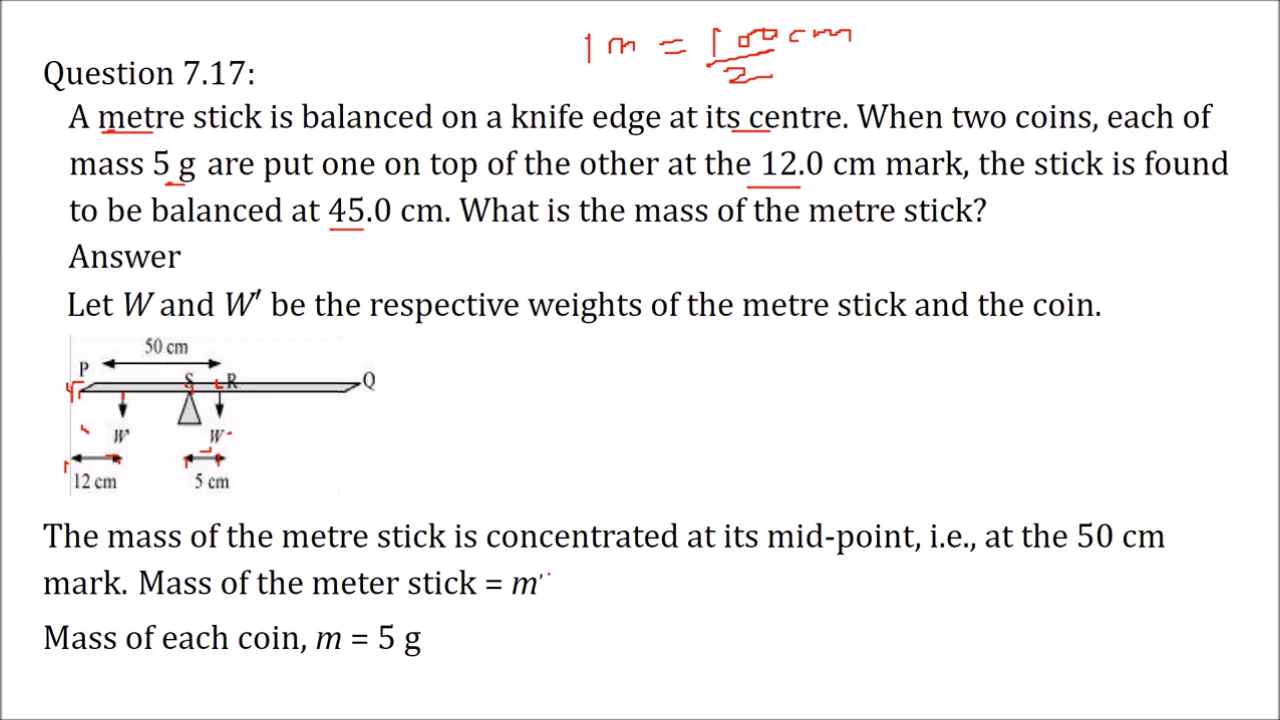 1 m = 100 cm
2
Question 7.17:
A metre stick is balanced on a knife edge at its centre. When two coins, each of
mass 5 g are put one on top of the other at the 12.0 cm mark, the stick is found
to be balanced at 45.0 cm. What is the mass of the metre stick?
Answer
Let W and W′ be the respective weights of the metre stick and the coin.
50 cm
P S R Q
W' W
12 cm 5 cm
The mass of the metre stick is concentrated at its mid-point, i.e., at the 50 cm
mark. Mass of the meter stick = m'
Mass of each coin, m = 5 g